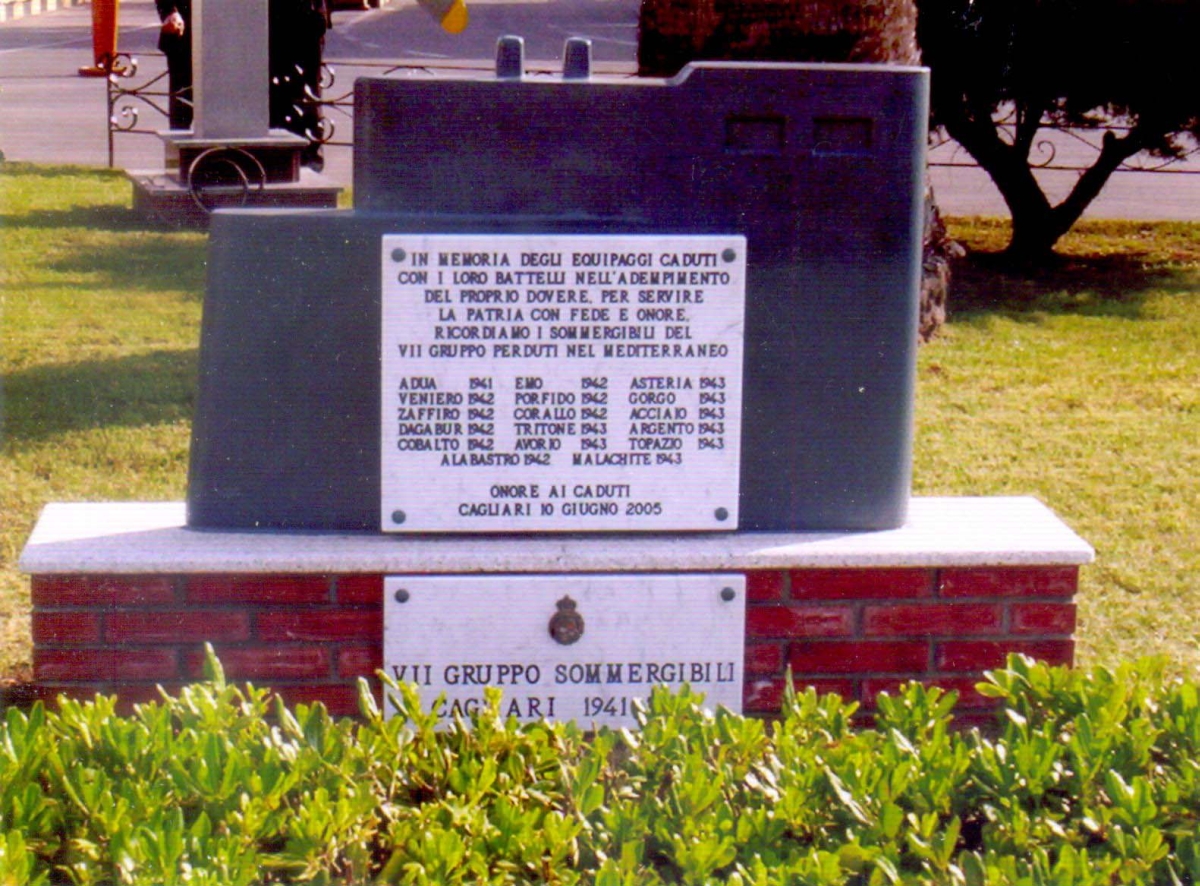 IN MEMORIA DEGLI EQUIPAGGI CADUTI
CON I LORO BATTELLI NELL'ADEMPIMENTO
DEL PROPRIO DOVERE, PER SERVIRE
LA PATRIA CON FEDE E ONORE,
RICORDIAMO I SOMMERGIBILI DEL
VII GRUPPO PERDUTI NEL MEDITERRANEO
ADUA 1941 EMO 1942 ASTERIA 1943
VENIERO 1942 PORFIDO 1942 GORGO 1943
ZAFFIRO 1942 CORALLO 1942 ACCIAIO 1943
DAGABUR 1942 TRITONE 1943 ARGENTO 1943
COBALTO 1942 AVORIO 1943 TOPAZIO 1943
ALABASTRO 1942 MALACHITE 1943
ONORE AI CADUTI
CAGLIARI 10 GIUGNO 2005
VII GRUPPO SOMMERGIBILI
CAGLIARI 1941